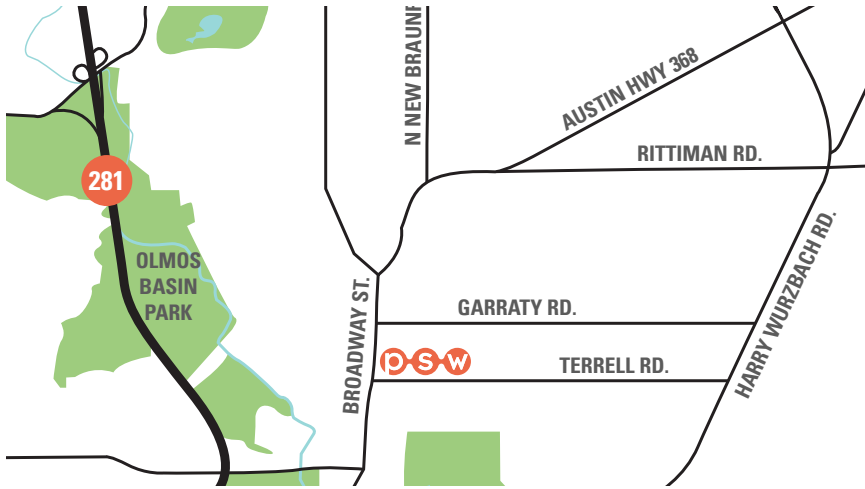 N NEW BRAUNF
AUSTIN HWY 368
RITTIMAN RD.
281
OLMOS
BASIN
PARK
BROADWAY ST.
GARRATY RD.
HARRY WURZBACH RD.
p-s-w
TERRELL RD.